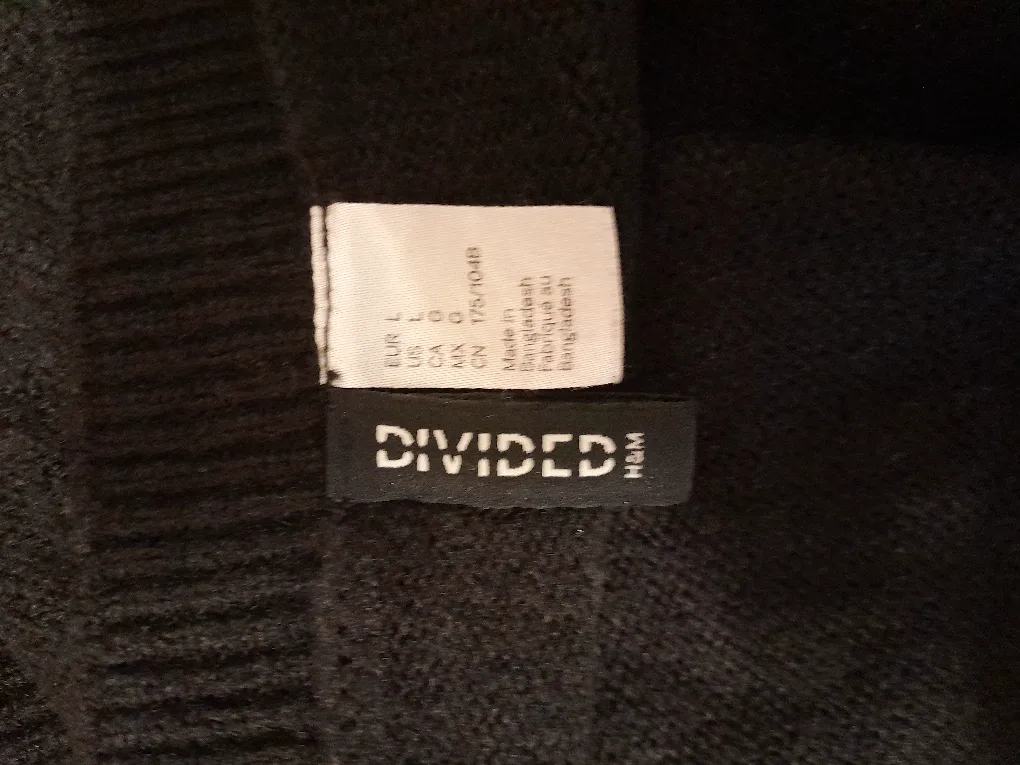 EUR L
US L
CA G
MX G
CN 175/104B
Made in
Bangladesh
Fabriqué au
Bangladesh
DIVIDED
H&M